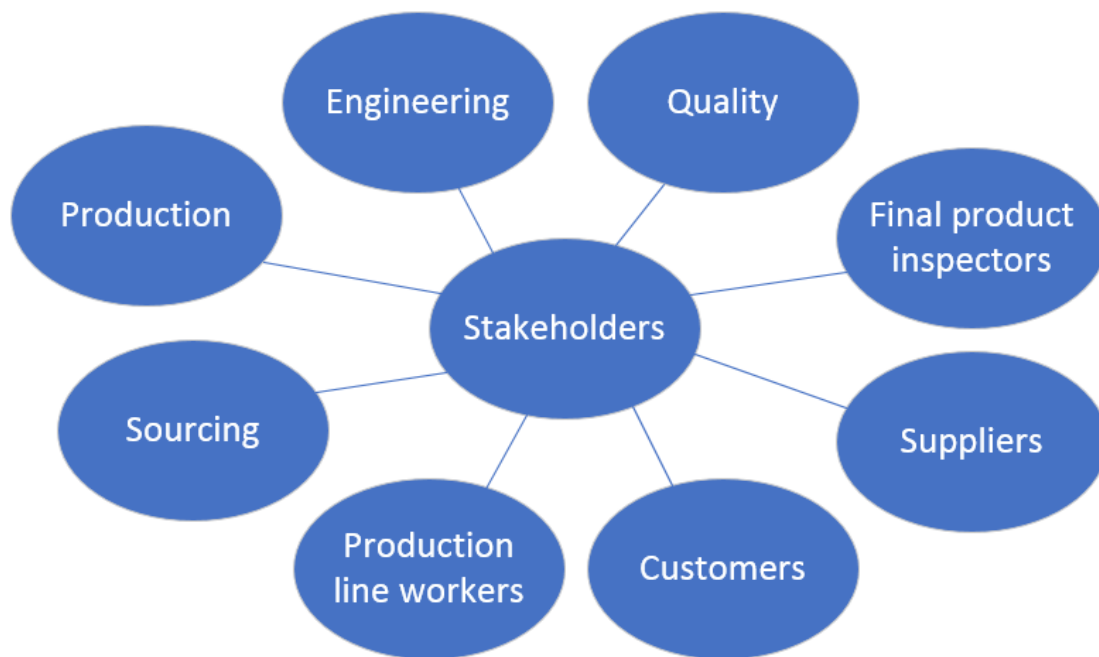 Engineering
Quality
Production
Final product
inspectors
Stakeholders
Sourcing
Suppliers
Production
line workers
Customers